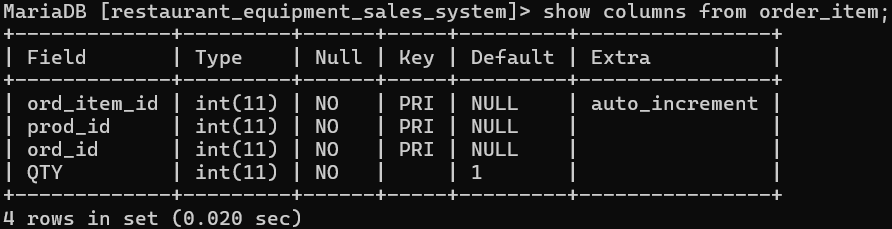 MariaDB [restaurant_equipment_sales_system]> show columns from order_item;
+-------------+---------+------+-----+---------+----------------+
| Field       | Type    | Null | Key | Default | Extra          |
+-------------+---------+------+-----+---------+----------------+
| ord_item_id | int(11) | NO   | PRI | NULL    | auto_increment |
| prod_id     | int(11) | NO   | PRI | NULL    |                |
| ord_id      | int(11) | NO   | PRI | NULL    |                |
| QTY         | int(11) | NO   |     | 1       |                |
+-------------+---------+------+-----+---------+----------------+
4 rows in set (0.020 sec)